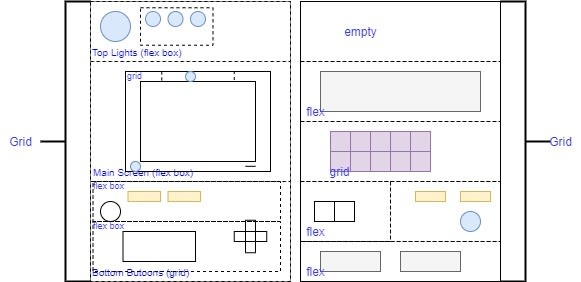 Top Lights (flex box)
grid
Main Screen (flex box)
flex box
flex box
Bottom Butoons (grid)
Grid
empty
flex
grid
flex
flex
Grid